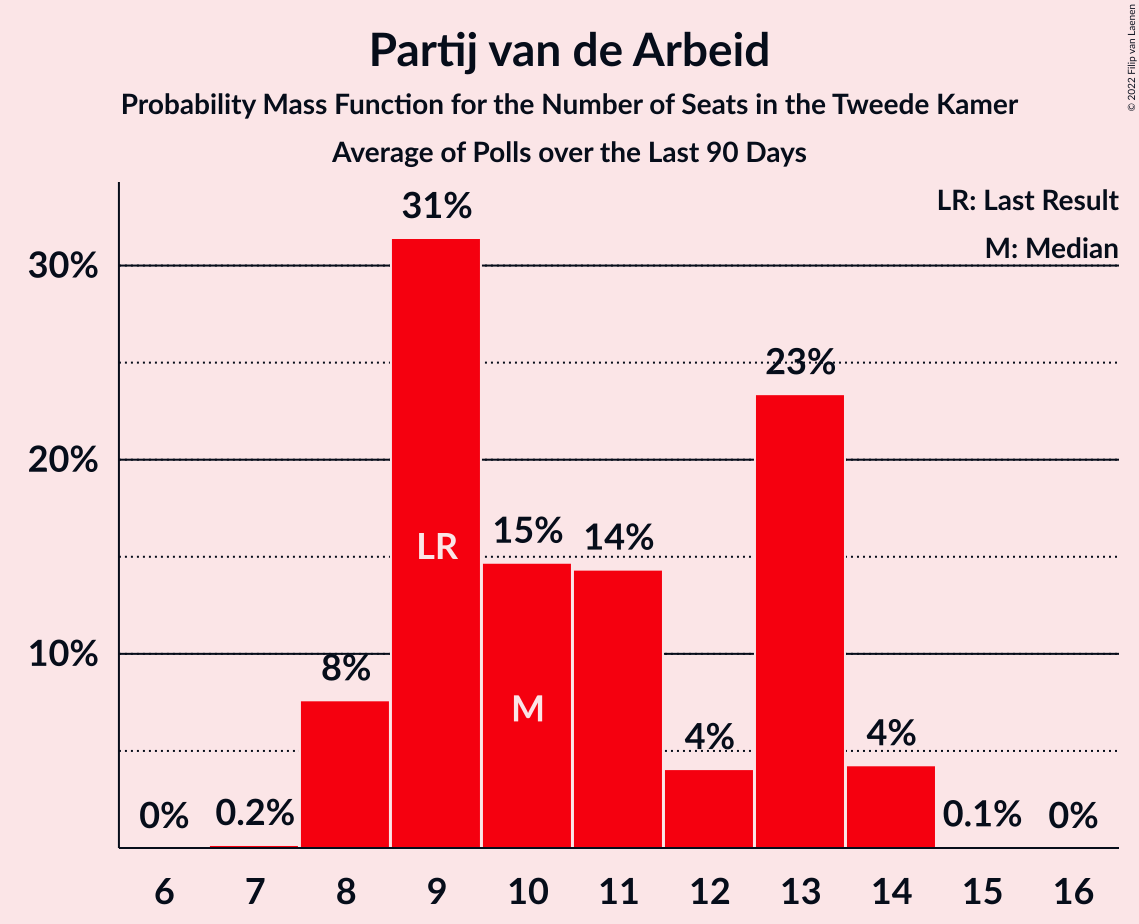 Partij van de Arbeid
Probability Mass Function for the Number of Seats in the Tweede Kamer
Average of Polls over the Last 90 Days
© 2022 Filip van Laenen
LR: Last Result
M: Median
30%
20%
10%
0%
0.2%
8%
31%
15%
14%
4%
23%
4%
0.1%
0%
LR
M
6 7 8 9 10 11 12 13 14 15 16